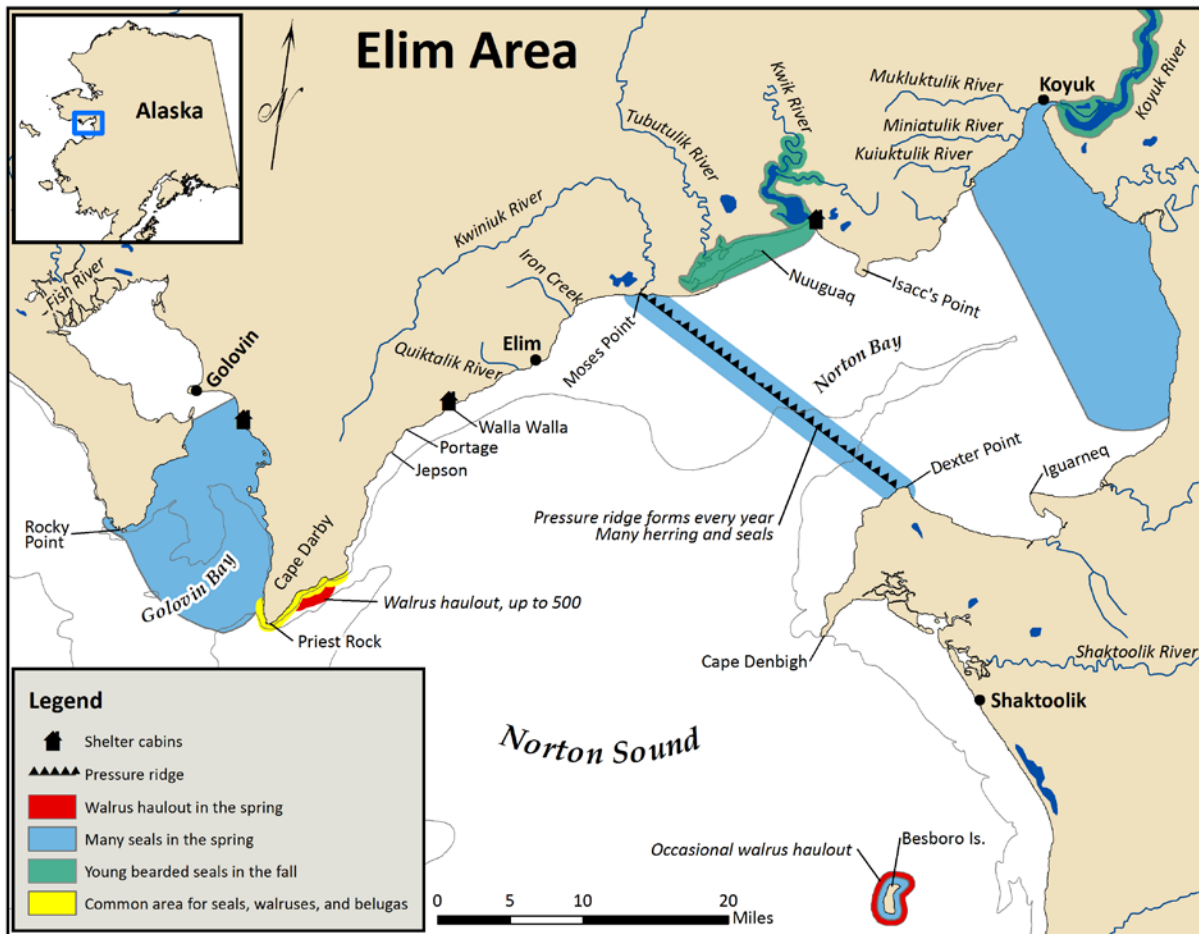 Elim Area
Alaska
N
Mukluktulik River
Koyuk
Koyuk River
Miniatulik River
Kuiuktulik River
Kwik River
Tubutulik River
Kwiniuk River
Iron Creek
Fish River
Nuuguaq
Isacc's Point
Golovin
Quiktalik River
Elim
Moses Point
Norton Bay
Walla Walla
Portage
Jepson
Dexter Point
Iguarneq
Rocky
Point
Golovin Bay
Cape Darby
Pressure ridge forms every year
Many herring and seals
Walrus haulout, up to 500
Priest Rock
Cape Denbigh
Shaktoolik River
Shaktoolik
Norton Sound
Legend
Shelter cabins
Pressure ridge
Walrus haulout in the spring
Many seals in the spring
Young bearded seals in the fall
Common area for seals, walruses, and belugas
Besboro Is.
Occasional walrus haulout
0 5 10 20
Miles